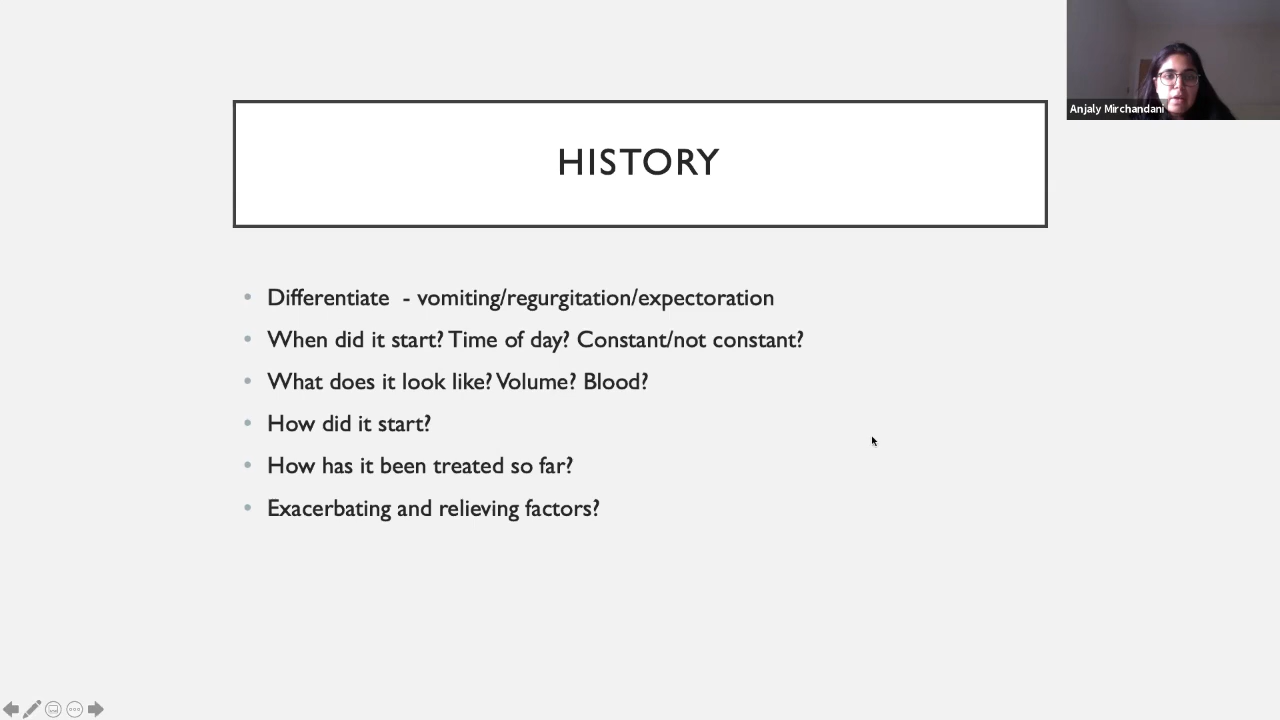 Anjaly Mirchandani
HISTORY
Differentiate - vomiting/regurgitation/expectoration
When did it start? Time of day? Constant/not constant?
What does it look like? Volume? Blood?
How did it start?
How has it been treated so far?
Exacerbating and relieving factors?